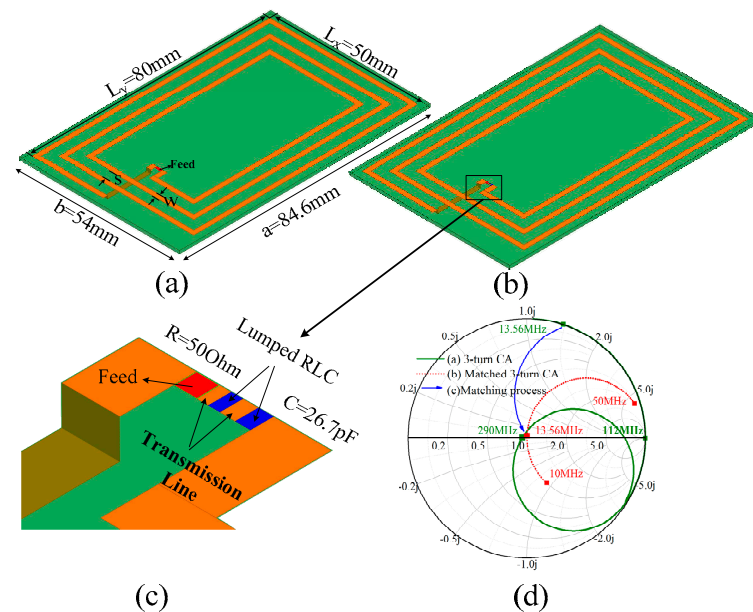 Lᵧ=80mm
Lₓ=50mm
Feed
S
W
b=54mm
a=84.6mm
(a)
(b)
Lumped RLC
R=50Ohm
C=26.7pF
Feed
Transmission
Line
(c)
1.0j
13.56MHz
0.5j
2.0j
(a) 3-turn CA
(b) Matched 3-turn CA
(c)Matching process
0.2j
5.0j
50MHz
290MHz
13.56MHz
112MHz
0.2
0.5
1.0
2.0
5.0
10MHz
-0.2j
-5.0j
-0.5j
-2.0j
-1.0j
(d)